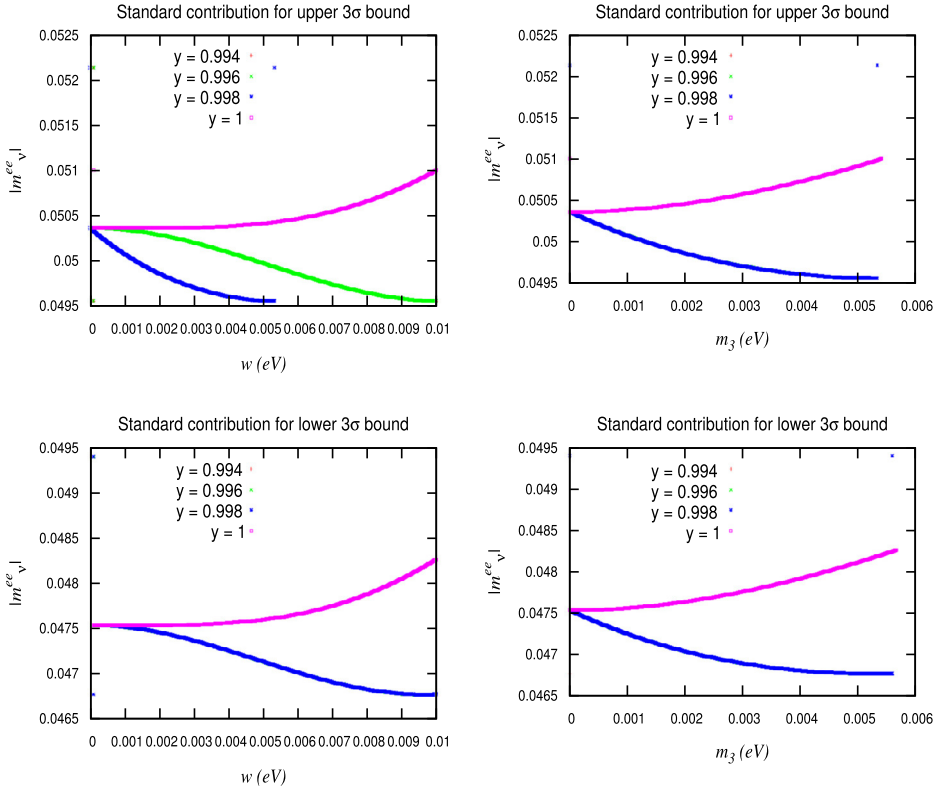 Standard contribution for upper 3σ bound
0.0525
0.052
0.0515
0.051
0.0505
0.05
0.0495
|m^{ee}_ν|
y = 0.994
y = 0.996
y = 0.998
y = 1
0 0.001 0.002 0.003 0.004 0.005 0.006 0.007 0.008 0.009 0.01
w (eV)
Standard contribution for upper 3σ bound
0.0525
0.052
0.0515
0.051
0.0505
0.05
0.0495
|m^{ee}_ν|
y = 0.994
y = 0.996
y = 0.998
y = 1
0 0.001 0.002 0.003 0.004 0.005 0.006
m_3 (eV)
Standard contribution for lower 3σ bound
0.0495
0.049
0.0485
0.048
0.0475
0.047
0.0465
|m^{ee}_ν|
y = 0.994
y = 0.996
y = 0.998
y = 1
0 0.001 0.002 0.003 0.004 0.005 0.006 0.007 0.008 0.009 0.01
w (eV)
Standard contribution for lower 3σ bound
0.0495
0.049
0.0485
0.048
0.0475
0.047
0.0465
|m^{ee}_ν|
y = 0.994
y = 0.996
y = 0.998
y = 1
0 0.001 0.002 0.003 0.004 0.005 0.006
m_3 (eV)